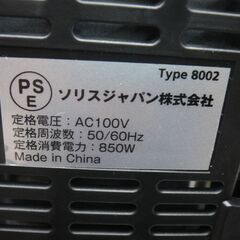 Type 8002
PS
E
ソリスジャパン株式会社
定格電圧：AC100V
定格周波数：50/60Hz
定格消費電力：850W
Made in China